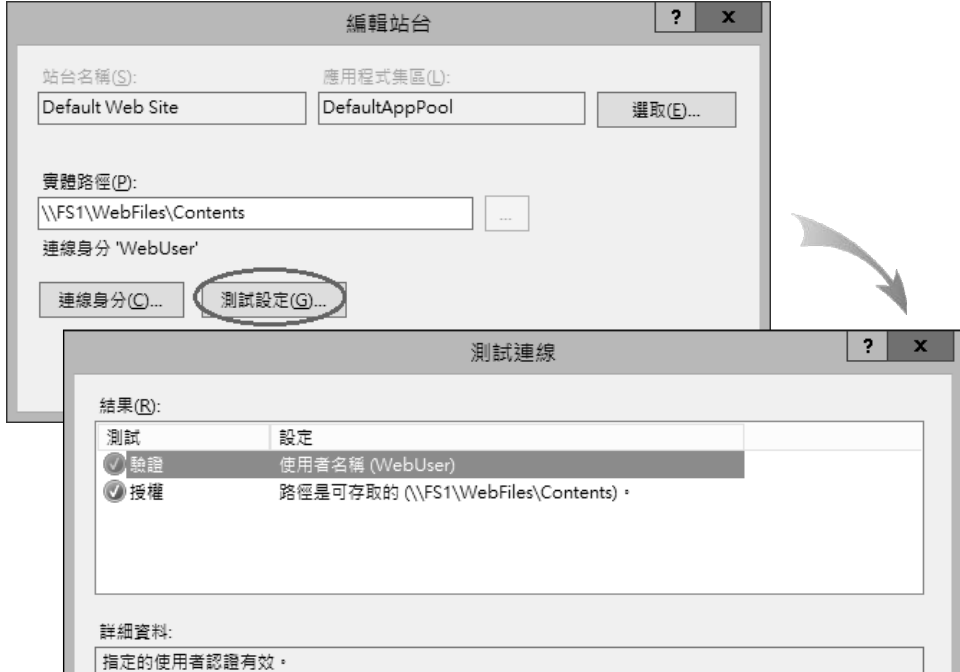 編輯站台
? x
站台名稱(S): 應用程式集區(L):
Default Web Site DefaultAppPool 選取(E)...
實體路徑(P):
\\FS1\WebFiles\Contents ...
連線身分 'WebUser'
連線身分(C)... 測試設定(G)...
測試連線
? x
結果(R):
測試 設定
驗證 使用者名稱 (WebUser)
授權 路徑是可存取的 (\\FS1\WebFiles\Contents)。
詳細資料:
指定的使用者認證有效。